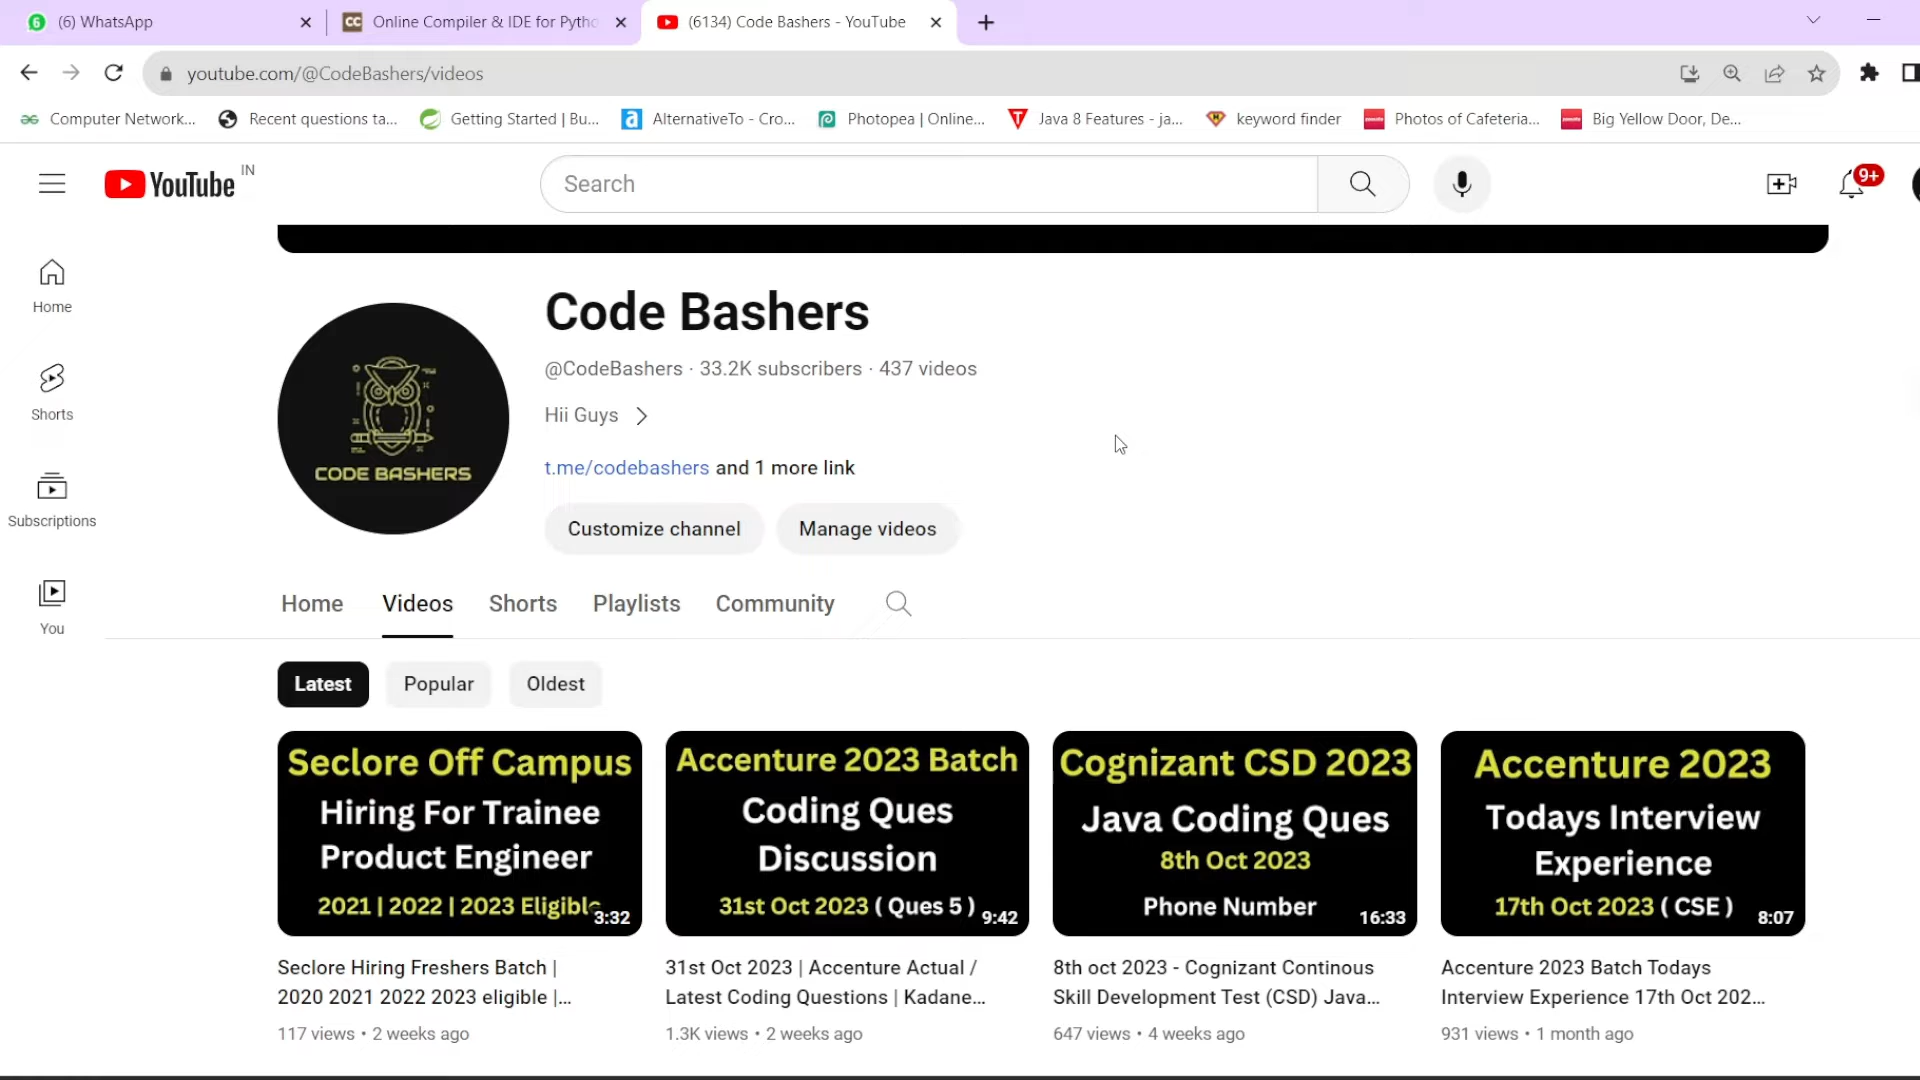 (6) WhatsApp
Online Compiler & IDE for Pytho
(6134) Code Bashers - YouTube
youtube.com/@CodeBashers/videos
Computer Network...
Recent questions ta...
Getting Started | Bu...
AlternativeTo - Cro...
Photopea | Online...
Java 8 Features - ja...
keyword finder
Photos of Cafeteria...
Big Yellow Door, De...
YouTube IN
Search
9+
Home
Shorts
Subscriptions
You
CODE BASHERS
Code Bashers
@CodeBashers · 33.2K subscribers · 437 videos
Hii Guys
t.me/codebashers and 1 more link
Customize channel
Manage videos
Home
Videos
Shorts
Playlists
Community
Latest
Popular
Oldest
Seclore Off Campus
Hiring For Trainee
Product Engineer
2021 | 2022 | 2023 Eligible
3:32
Seclore Hiring Freshers Batch |
2020 2021 2022 2023 eligible |...
117 views • 2 weeks ago
Accenture 2023 Batch
Coding Ques
Discussion
31st Oct 2023 ( Ques 5 )
9:42
31st Oct 2023 | Accenture Actual /
Latest Coding Questions | Kadane...
1.3K views • 2 weeks ago
Cognizant CSD 2023
Java Coding Ques
8th Oct 2023
Phone Number
16:33
8th oct 2023 - Cognizant Continous
Skill Development Test (CSD) Java...
647 views • 4 weeks ago
Accenture 2023
Todays Interview
Experience
17th Oct 2023 ( CSE )
8:07
Accenture 2023 Batch Todays
Interview Experience 17th Oct 202...
931 views • 1 month ago